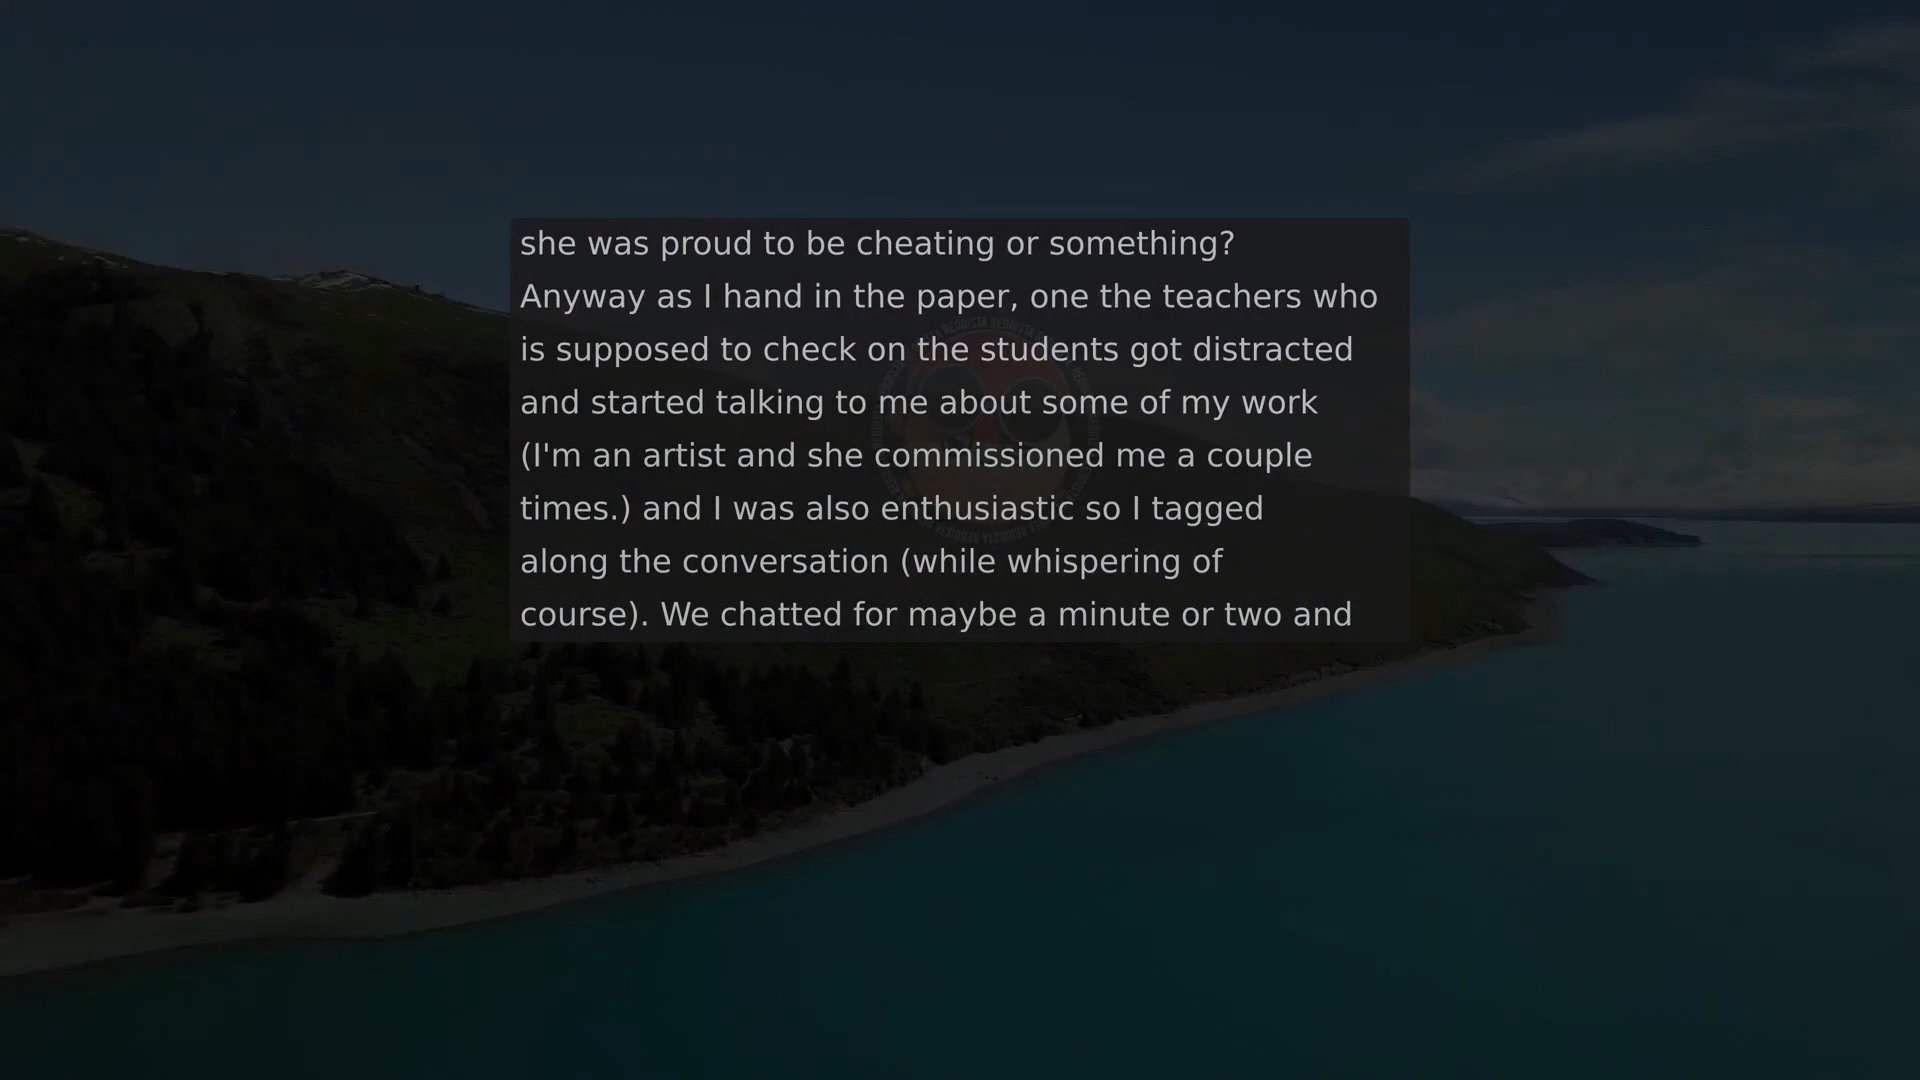 she was proud to be cheating or something?
Anyway as I hand in the paper, one the teachers who
is supposed to check on the students got distracted
and started talking to me about some of my work
(I'm an artist and she commissioned me a couple
times.) and I was also enthusiastic so I tagged
along the conversation (while whispering of
course). We chatted for maybe a minute or two and